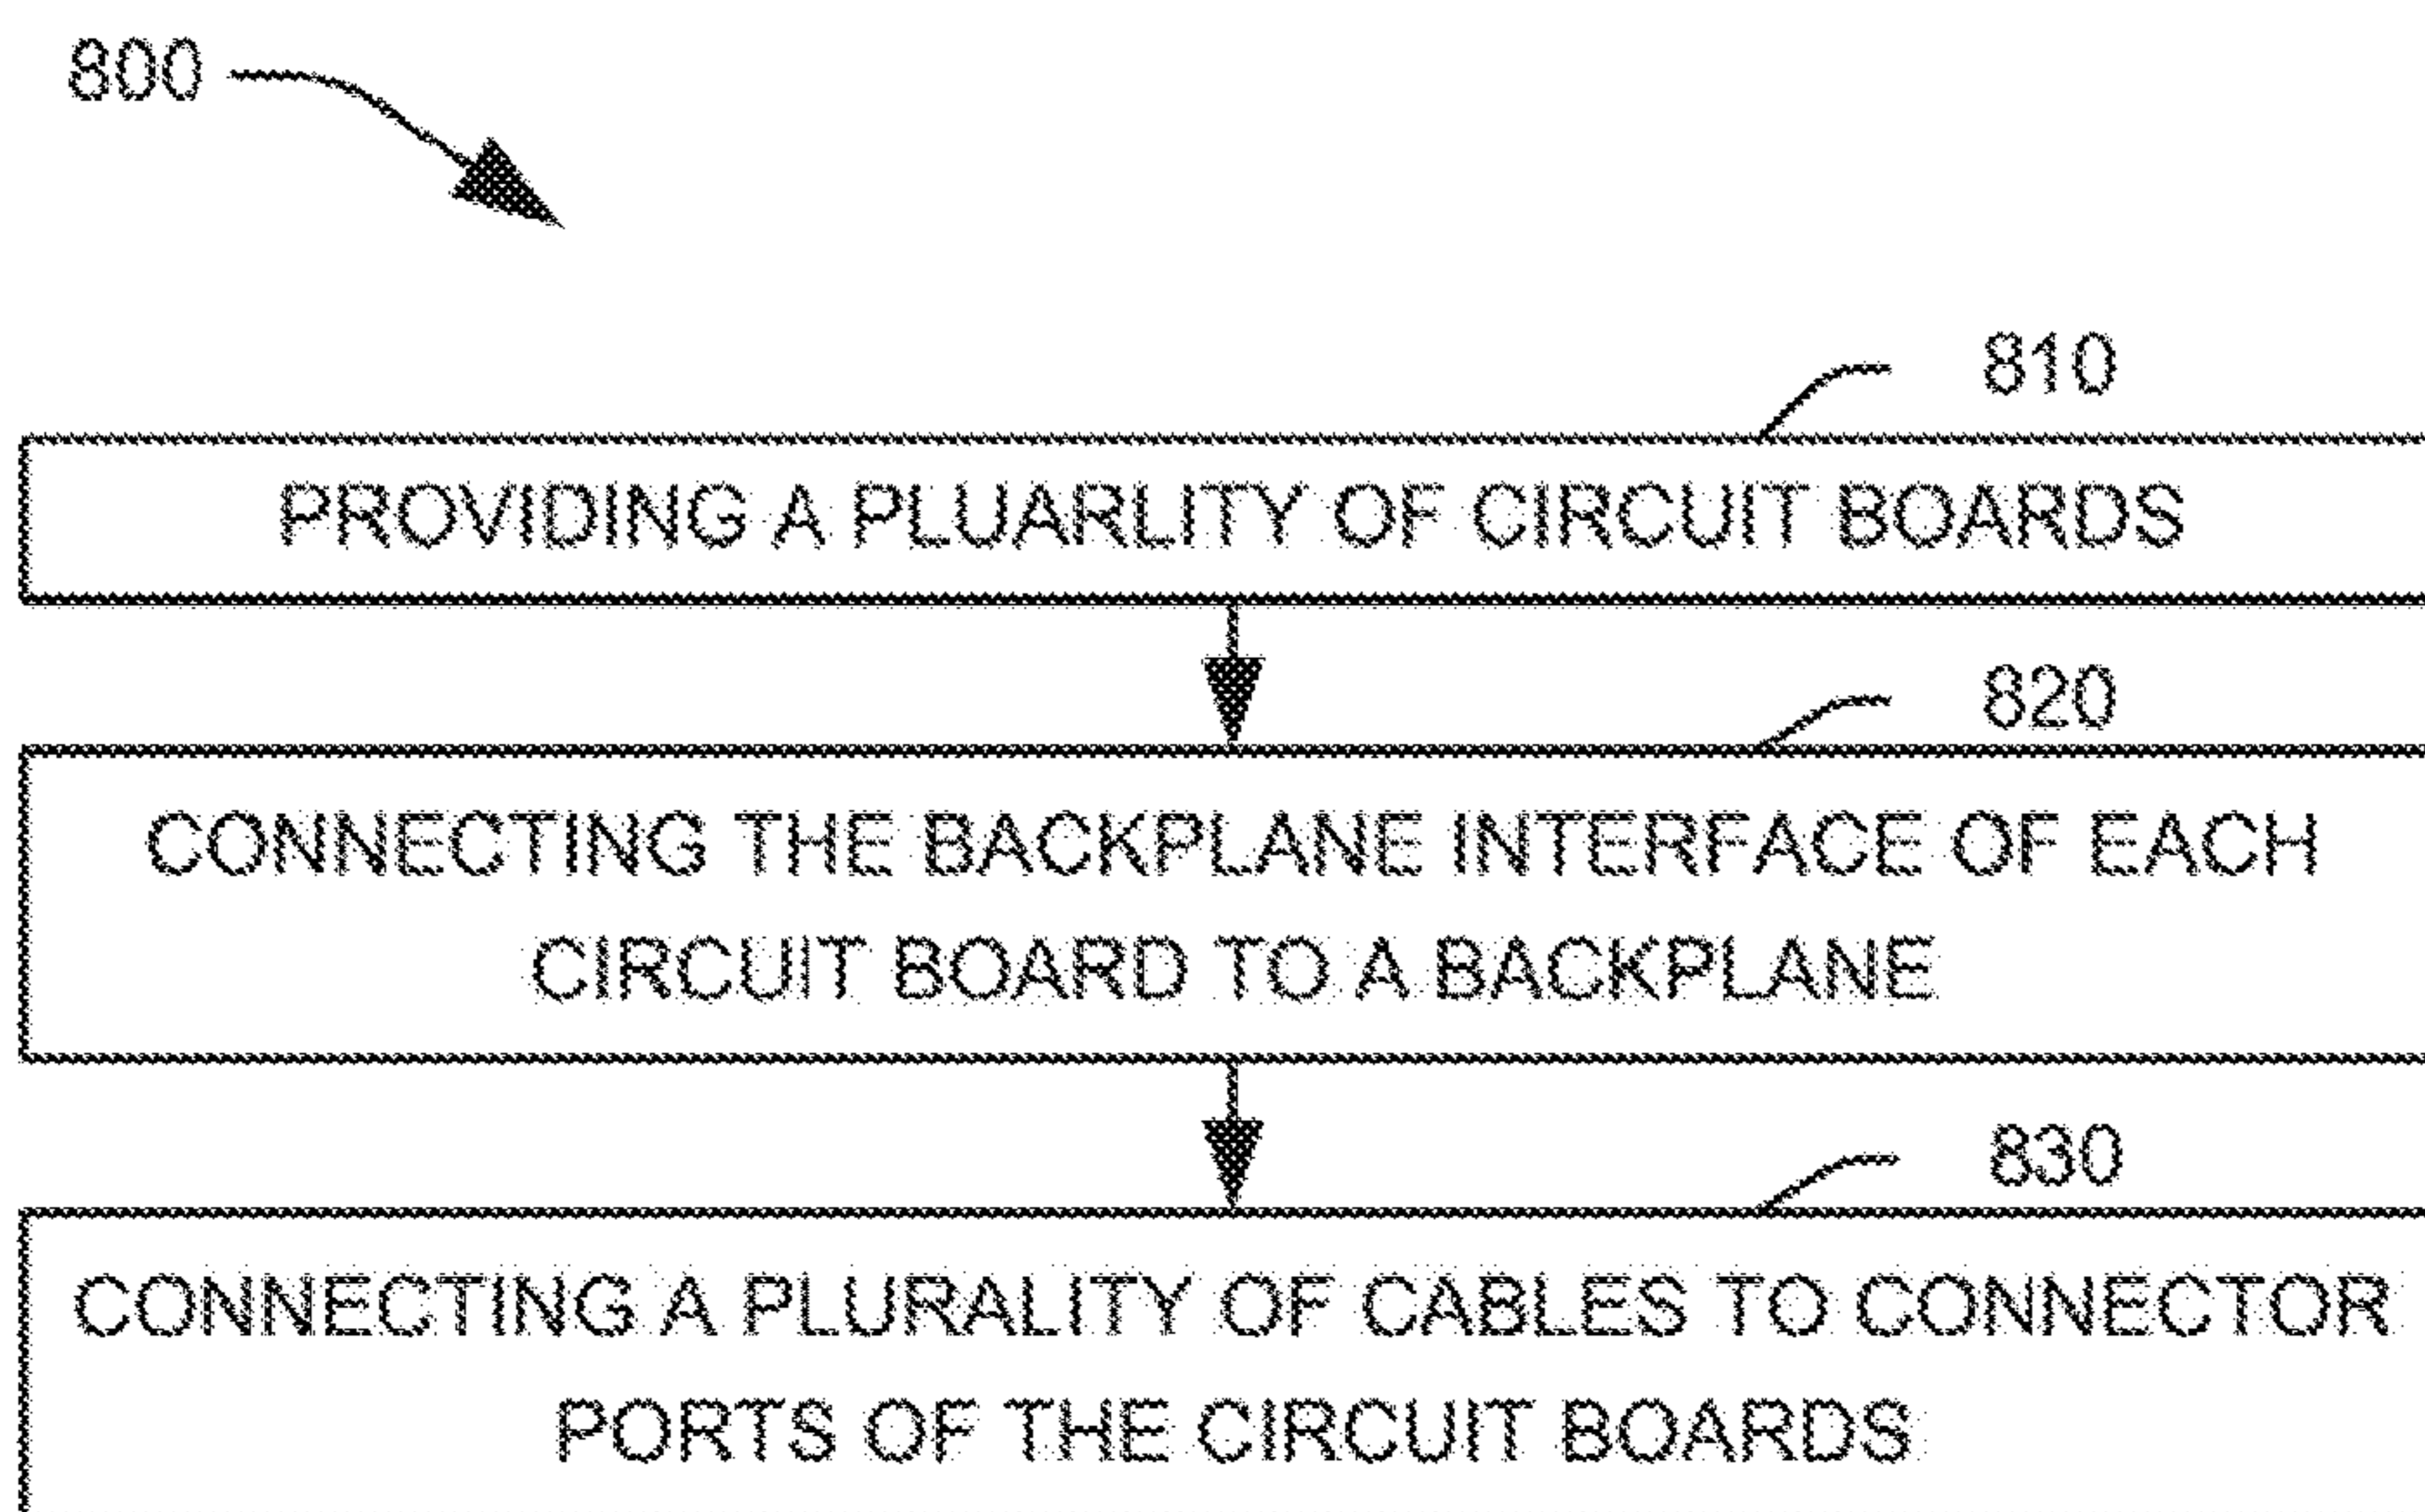 800
810
PROVIDING A PLUARLITY OF CIRCUIT BOARDS
820
CONNECTING THE BACKPLANE INTERFACE OF EACH
CIRCUIT BOARD TO A BACKPLANE
830
CONNECTING A PLURALITY OF CABLES TO CONNECTOR
PORTS OF THE CIRCUIT BOARDS